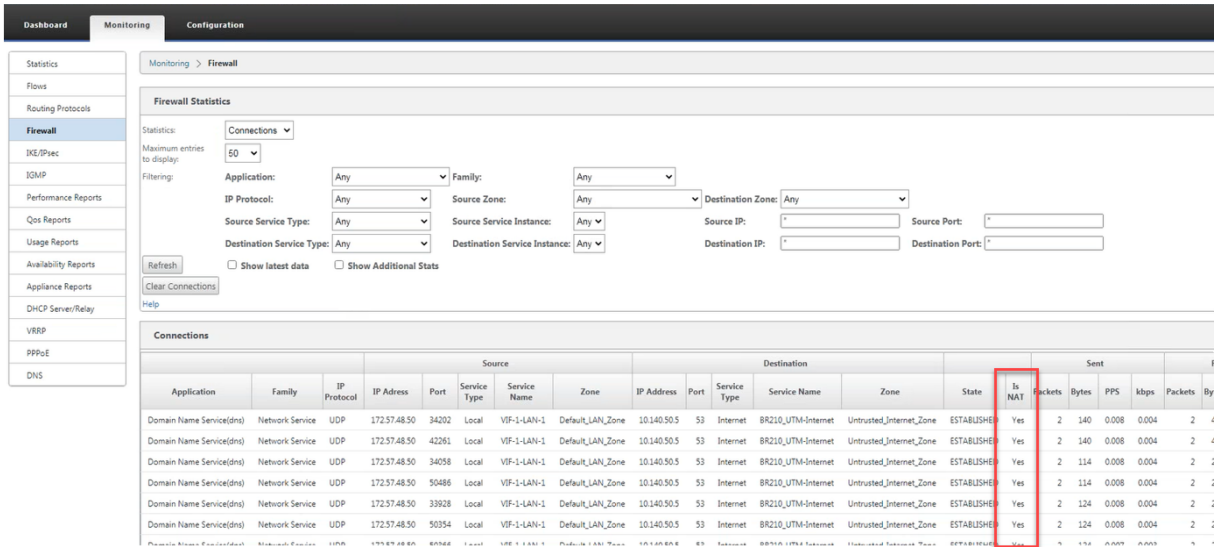 Dashboard Monitoring Configuration
Statistics
Flows
Routing Protocols
Firewall
IKE/IPsec
IGMP
Performance Reports
Qos Reports
Usage Reports
Availability Reports
Appliance Reports
DHCP Server/Relay
VRRP
PPPoE
DNS
Monitoring > Firewall
Firewall Statistics
Statistics: Connections
Maximum entries
to display: 50
Filtering: Application: Any Family: Any
IP Protocol: Any Source Zone: Any Destination Zone: Any
Source Service Type: Any Source Service Instance: Any Source IP: * Source Port: *
Destination Service Type: Any Destination Service Instance: Any Destination IP: * Destination Port: *
Refresh Show latest data Show Additional Stats
Clear Connections
Help
Connections
Source Destination Sent
Application Family IP Protocol IP Adress Port Service Type Service Name Zone IP Address Port Service Type Service Name Zone State Is NAT Packets Bytes PPS kbps Packets By
Domain Name Service(dns) Network Service UDP 172.57.48.50 34202 Local VIF-1-LAN-1 Default_LAN_Zone 10.140.50.5 53 Internet BR210_UTM-Internet Untrusted_Internet_Zone ESTABLISHED Yes 2 140 0.008 0.004 2
Domain Name Service(dns) Network Service UDP 172.57.48.50 42261 Local VIF-1-LAN-1 Default_LAN_Zone 10.140.50.5 53 Internet BR210_UTM-Internet Untrusted_Internet_Zone ESTABLISHED Yes 2 140 0.008 0.004 2
Domain Name Service(dns) Network Service UDP 172.57.48.50 34058 Local VIF-1-LAN-1 Default_LAN_Zone 10.140.50.5 53 Internet BR210_UTM-Internet Untrusted_Internet_Zone ESTABLISHED Yes 2 114 0.008 0.004 2
Domain Name Service(dns) Network Service UDP 172.57.48.50 50486 Local VIF-1-LAN-1 Default_LAN_Zone 10.140.50.5 53 Internet BR210_UTM-Internet Untrusted_Internet_Zone ESTABLISHED Yes 2 114 0.008 0.004 2
Domain Name Service(dns) Network Service UDP 172.57.48.50 33928 Local VIF-1-LAN-1 Default_LAN_Zone 10.140.50.5 53 Internet BR210_UTM-Internet Untrusted_Internet_Zone ESTABLISHED Yes 2 124 0.008 0.004 2
Domain Name Service(dns) Network Service UDP 172.57.48.50 50354 Local VIF-1-LAN-1 Default_LAN_Zone 10.140.50.5 53 Internet BR210_UTM-Internet Untrusted_Internet_Zone ESTABLISHED Yes 2 124 0.008 0.004 2